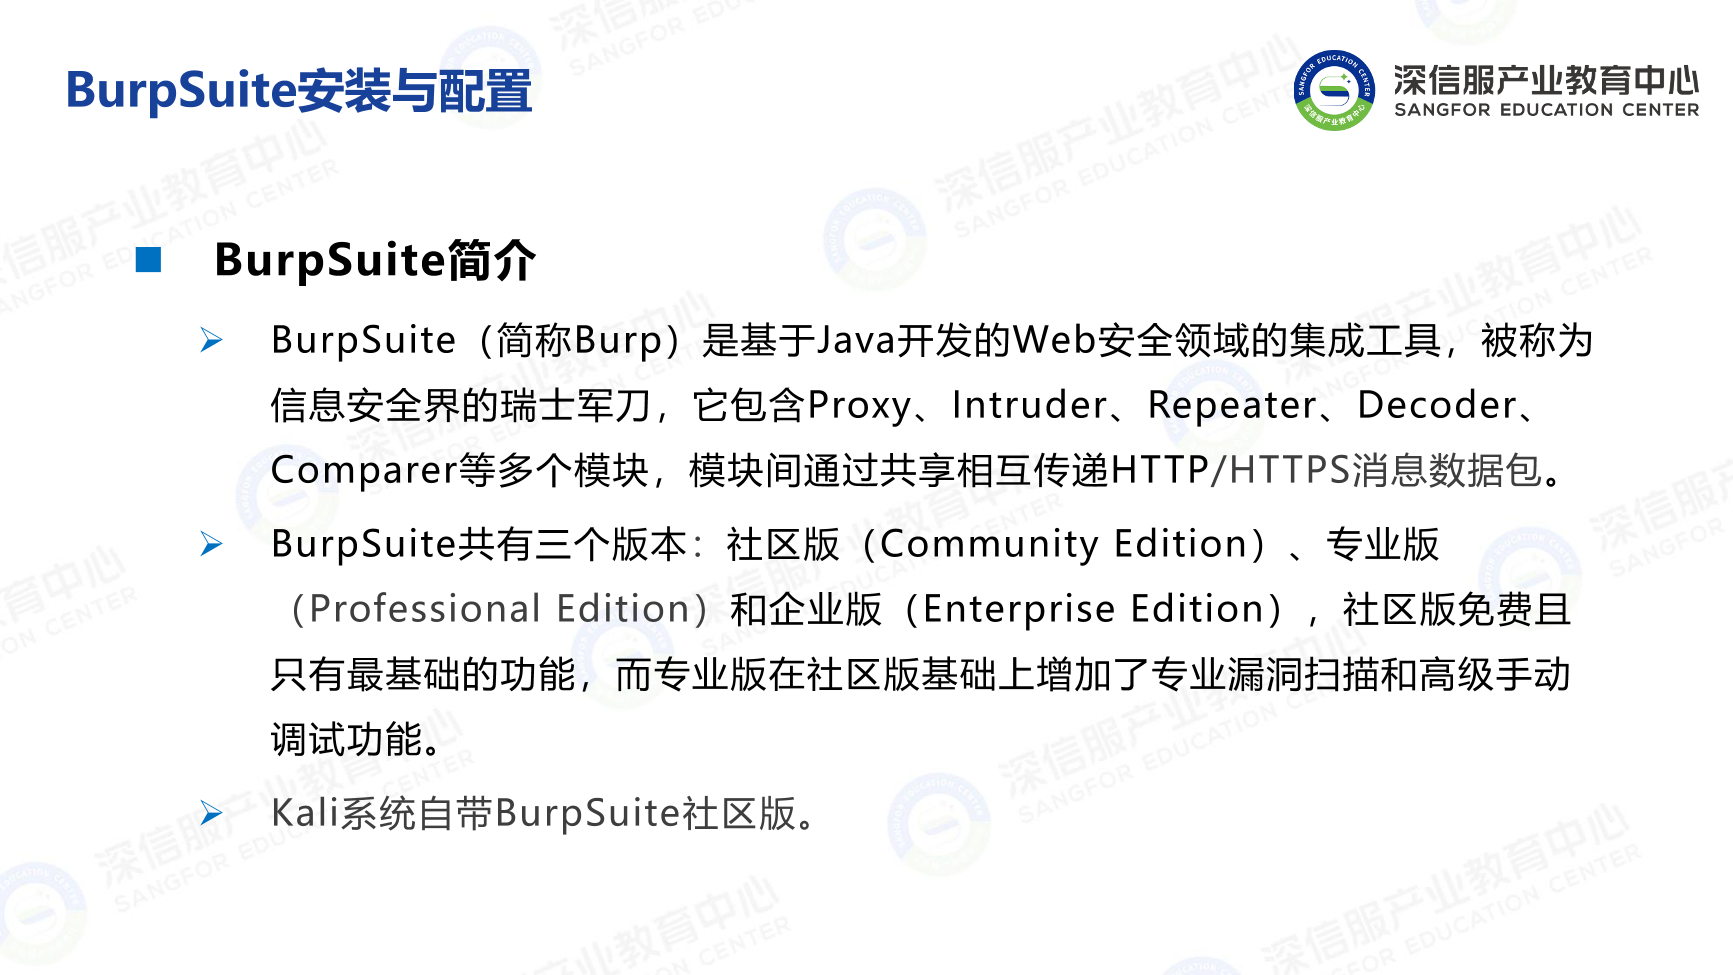 BurpSuite安装与配置
深信服产业教育中心
SANGFOR EDUCATION CENTER
BurpSuite简介
BurpSuite（简称Burp）是基于Java开发的Web安全领域的集成工具，被称为
信息安全界的瑞士军刀，它包含Proxy、Intruder、Repeater、Decoder、
Comparer等多个模块，模块间通过共享相互传递HTTP/HTTPS消息数据包。
BurpSuite共有三个版本：社区版（Community Edition）、专业版
（Professional Edition）和企业版（Enterprise Edition），社区版免费且
只有最基础的功能，而专业版在社区版基础上增加了专业漏洞扫描和高级手动
调试功能。
Kali系统自带BurpSuite社区版。